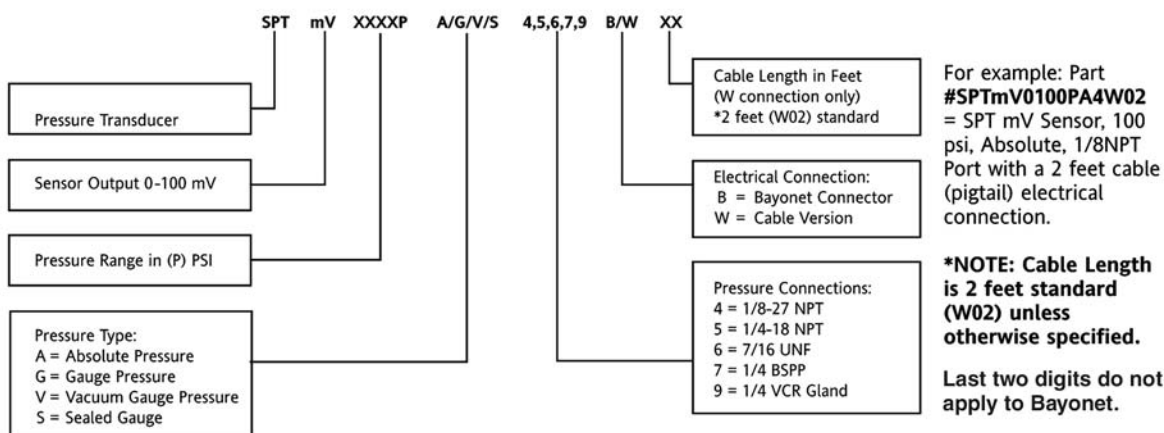 SPT mV XXXXP A/G/V/S 4,5,6,7,9 B/W XX
Pressure Transducer
Sensor Output 0-100 mV
Pressure Range in (P) PSI
Pressure Type:
A = Absolute Pressure
G = Gauge Pressure
V = Vacuum Gauge Pressure
S = Sealed Gauge
Cable Length in Feet
(W connection only)
*2 feet (W02) standard
Electrical Connection:
B = Bayonet Connector
W = Cable Version
Pressure Connections:
4 = 1/8-27 NPT
5 = 1/4-18 NPT
6 = 7/16 UNF
7 = 1/4 BSPP
9 = 1/4 VCR Gland
For example: Part
#SPTmV0100PA4W02
= SPT mV Sensor, 100
psi, Absolute, 1/8NPT
Port with a 2 feet cable
(pigtail) electrical
connection.
*NOTE: Cable Length
is 2 feet standard
(W02) unless
otherwise specified.
Last two digits do not
apply to Bayonet.